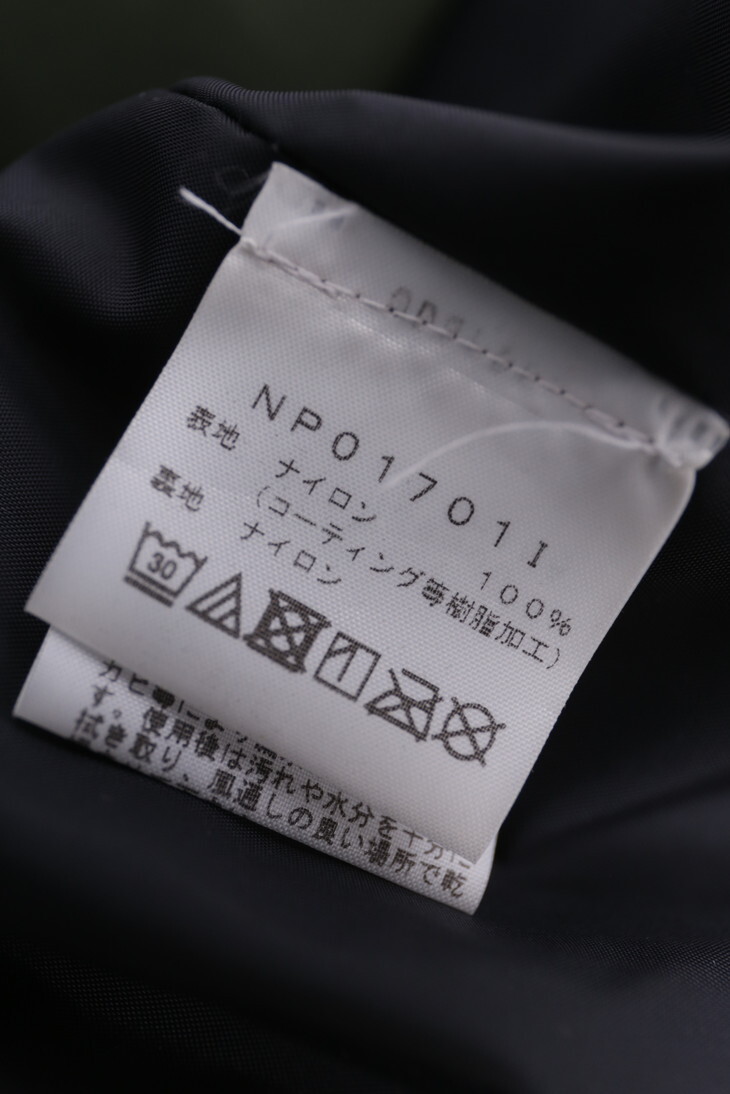 NP01701I
表地 ナイロン 100%
(コーティング等樹脂加工)
裏地 ナイロン
30
す。使用後は汚れや水分を十分に
拭き取り、風通しの良い場所で乾